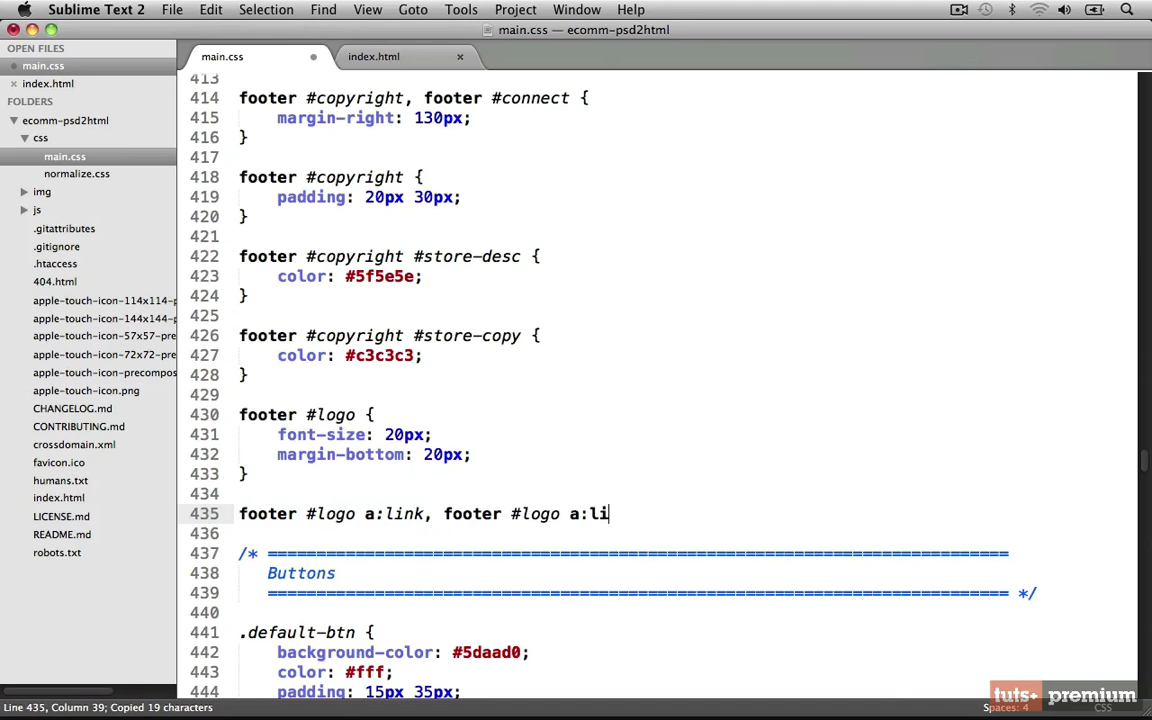 Sublime Text 2 File Edit Selection Find View Goto Tools Project Window Help
main.css — ecomm-psd2html
OPEN FILES
main.css
index.html
FOLDERS
ecomm-psd2html
css
main.css
normalize.css
img
js
.gitattributes
.gitignore
.htaccess
404.html
apple-touch-icon-114x114-p
apple-touch-icon-144x144-p
apple-touch-icon-57x57-pre
apple-touch-icon-72x72-pre
apple-touch-icon-precompos
apple-touch-icon.png
CHANGELOG.md
CONTRIBUTING.md
crossdomain.xml
favicon.ico
humans.txt
index.html
LICENSE.md
README.md
robots.txt
main.css index.html
413
414 footer #copyright, footer #connect {
415 margin-right: 130px;
416 }
417
418 footer #copyright {
419 padding: 20px 30px;
420 }
421
422 footer #copyright #store-desc {
423 color: #5f5e5e;
424 }
425
426 footer #copyright #store-copy {
427 color: #c3c3c3;
428 }
429
430 footer #logo {
431 font-size: 20px;
432 margin-bottom: 20px;
433 }
434
435 footer #logo a:link, footer #logo a:li
436
437 /* ==========================================================================
438 Buttons
439 ========================================================================== */
440
441 .default-btn {
442 background-color: #5daad0;
443 color: #fff;
444 padding: 15px 35px;
tuts+ premium
Line 435, Column 39; Copied 19 characters Spaces: 4 CSS